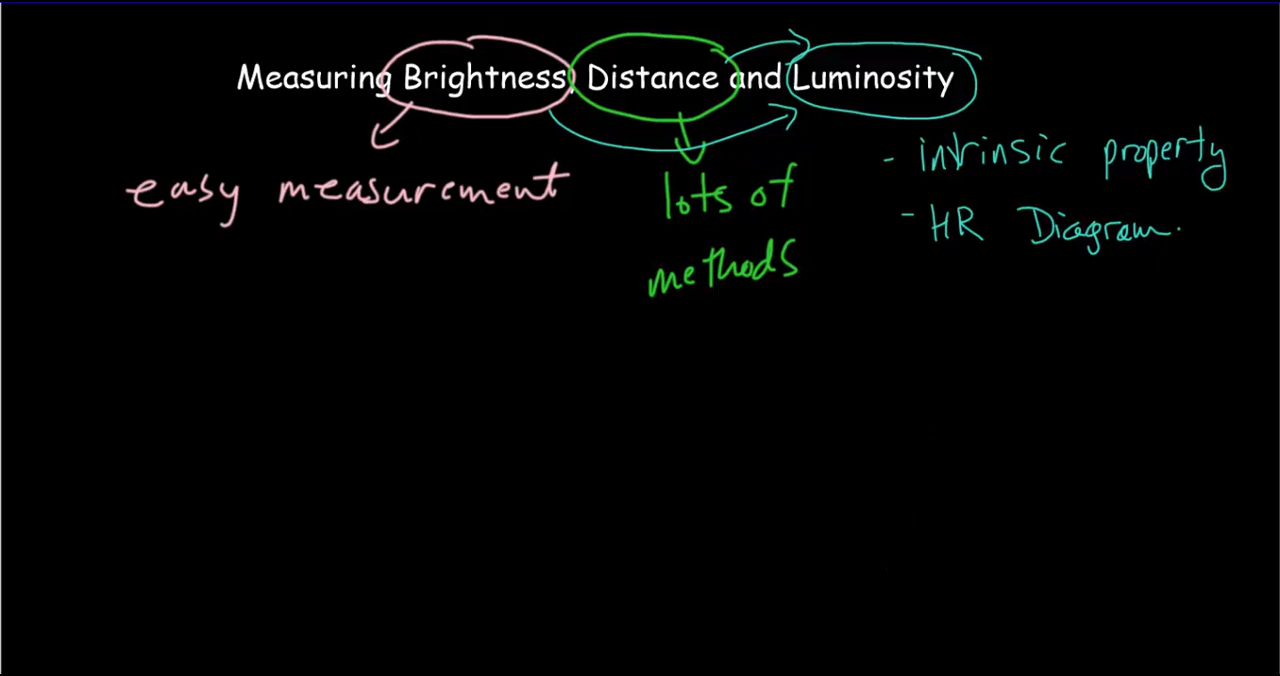 Measuring Brightness, Distance and Luminosity
easy measurement
lots of
methods
- intrinsic property
- HR Diagram.